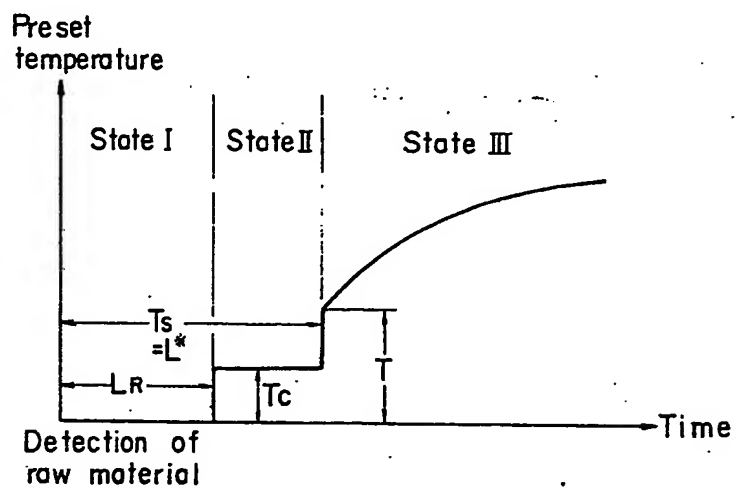 Preset
temperature
State I
State II
State III
Ts
=L*
LR
Tc
T
Time
Detection of
raw material